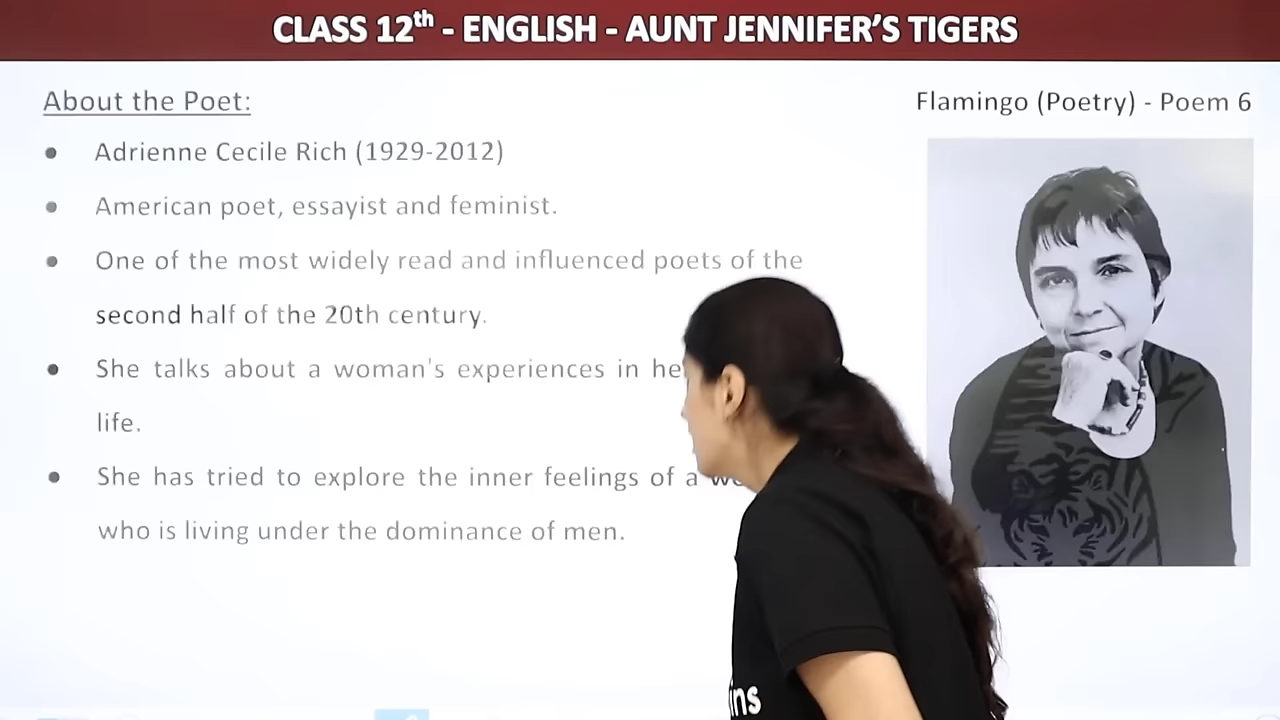 CLASS 12th - ENGLISH - AUNT JENNIFER'S TIGERS
About the Poet:
Flamingo (Poetry) - Poem 6
• Adrienne Cecile Rich (1929-2012)
• American poet, essayist and feminist.
• One of the most widely read and influenced poets of the
second half of the 20th century.
• She talks about a woman's experiences in
life.
• She has tried to explore the inner feelings of a
who is living under the dominance of men.